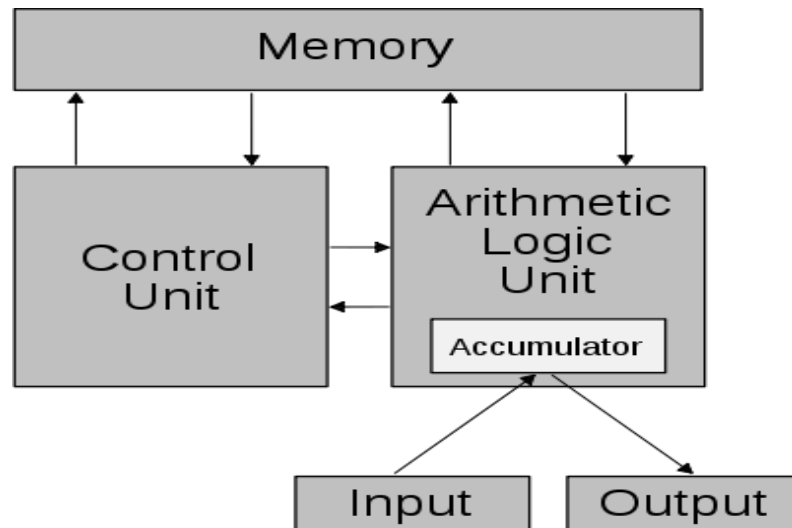 Memory
Control
Unit
Arithmetic
Logic
Unit
Accumulator
Input
Output